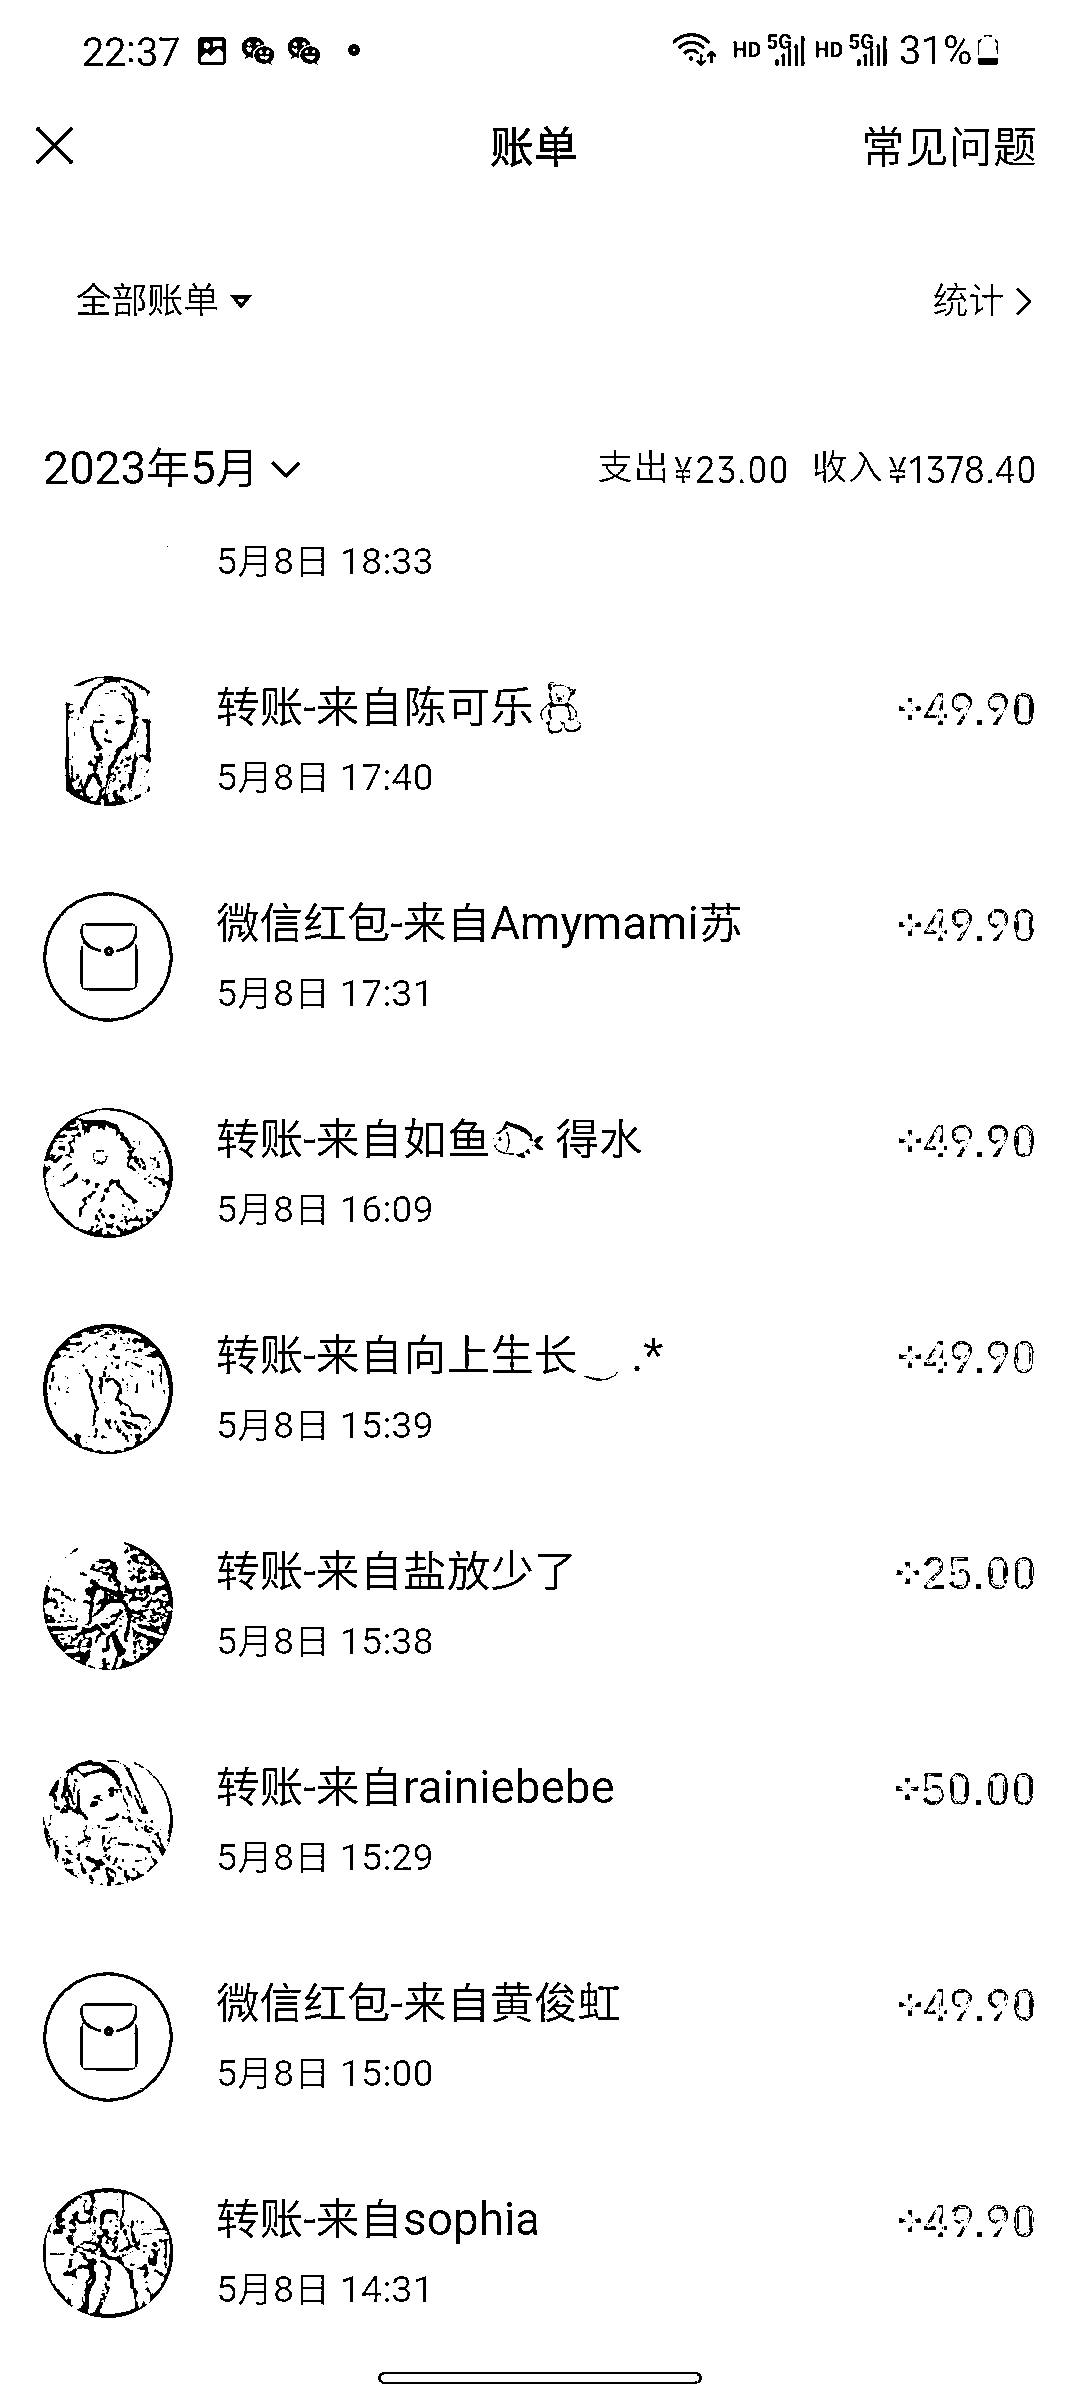 22:37 HD 5G HD 5G 31%
账单 常见问题
全部账单 统计
2023年5月 支出¥23.00 收入¥1378.40
5月8日 18:33
转账-来自陈可乐🧸 +49.90
5月8日 17:40
微信红包-来自Amymami苏 +49.90
5月8日 17:31
转账-来自如鱼🐠得水 +49.90
5月8日 16:09
转账-来自向上生长‿ .* +49.90
5月8日 15:39
转账-来自盐放少了 +25.00
5月8日 15:38
转账-来自rainiebebe +50.00
5月8日 15:29
微信红包-来自黄俊虹 +49.90
5月8日 15:00
转账-来自sophia +49.90
5月8日 14:31